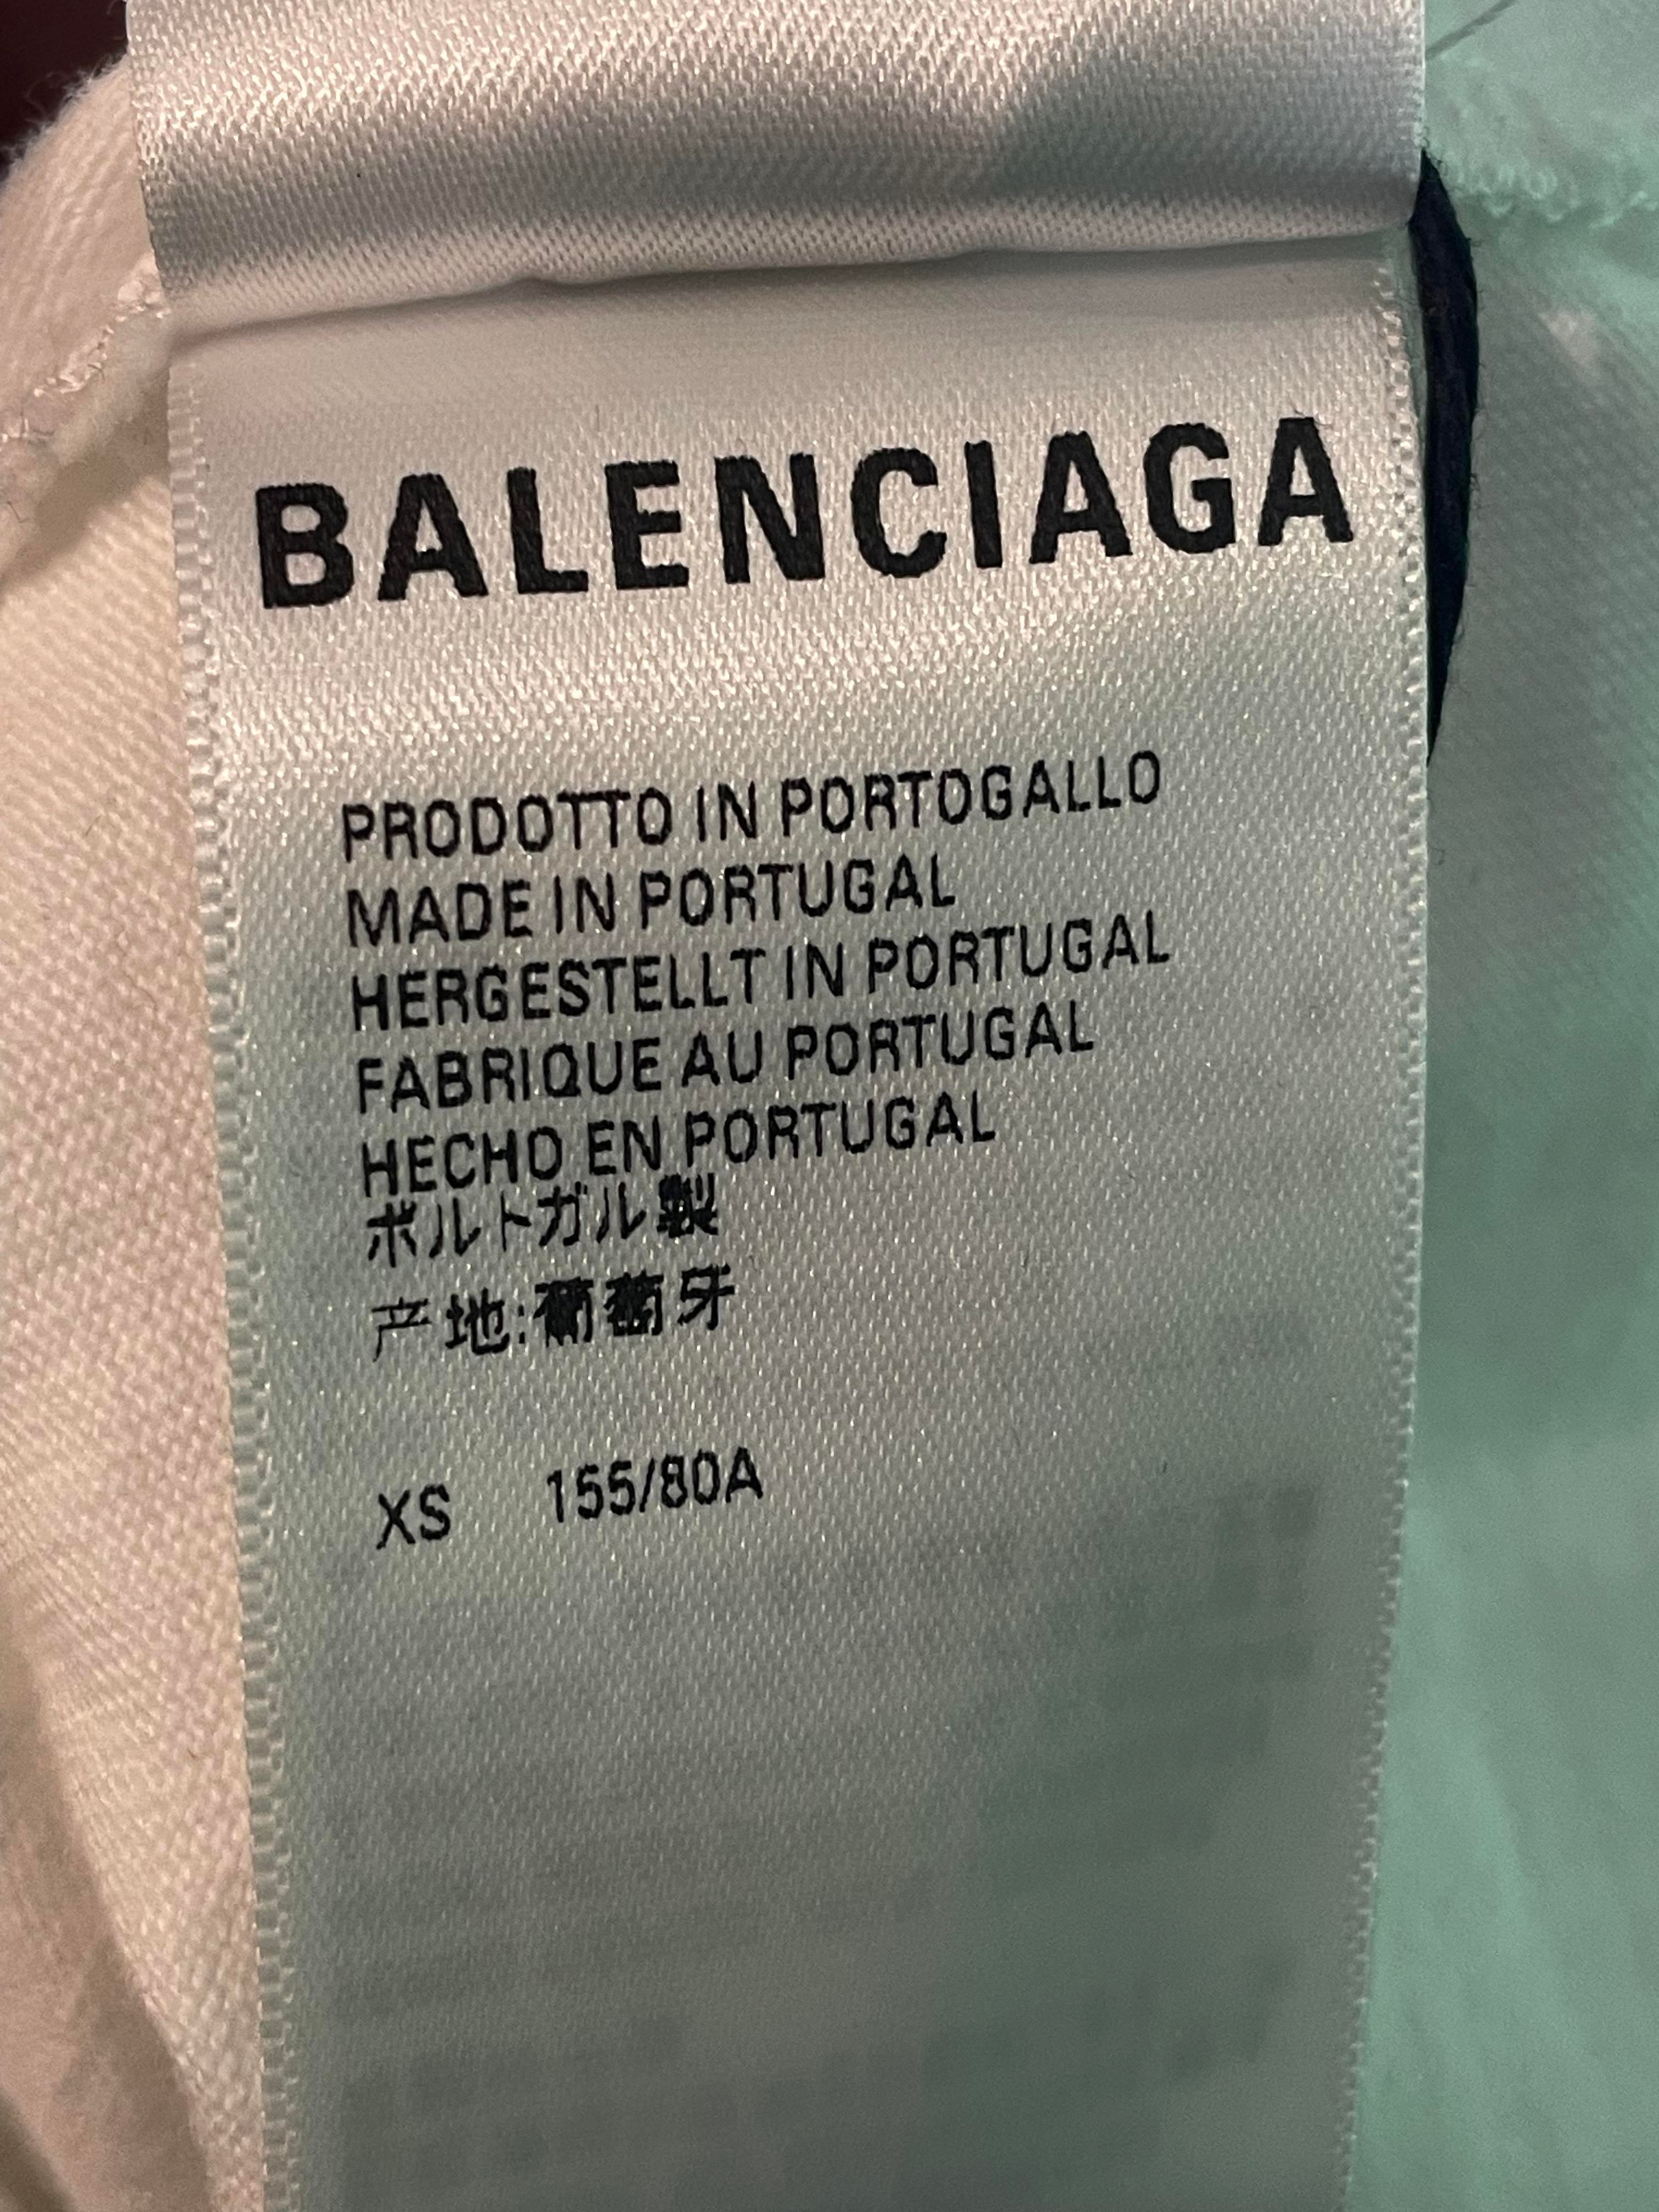 BALENCIAGA
PRODOTTO IN PORTOGALLO
MADE IN PORTUGAL
HERGESTELLT IN PORTUGAL
FABRIQUE AU PORTUGAL
HECHO EN PORTUGAL
ポルトガル製
产地:葡萄牙
XS 155/80A